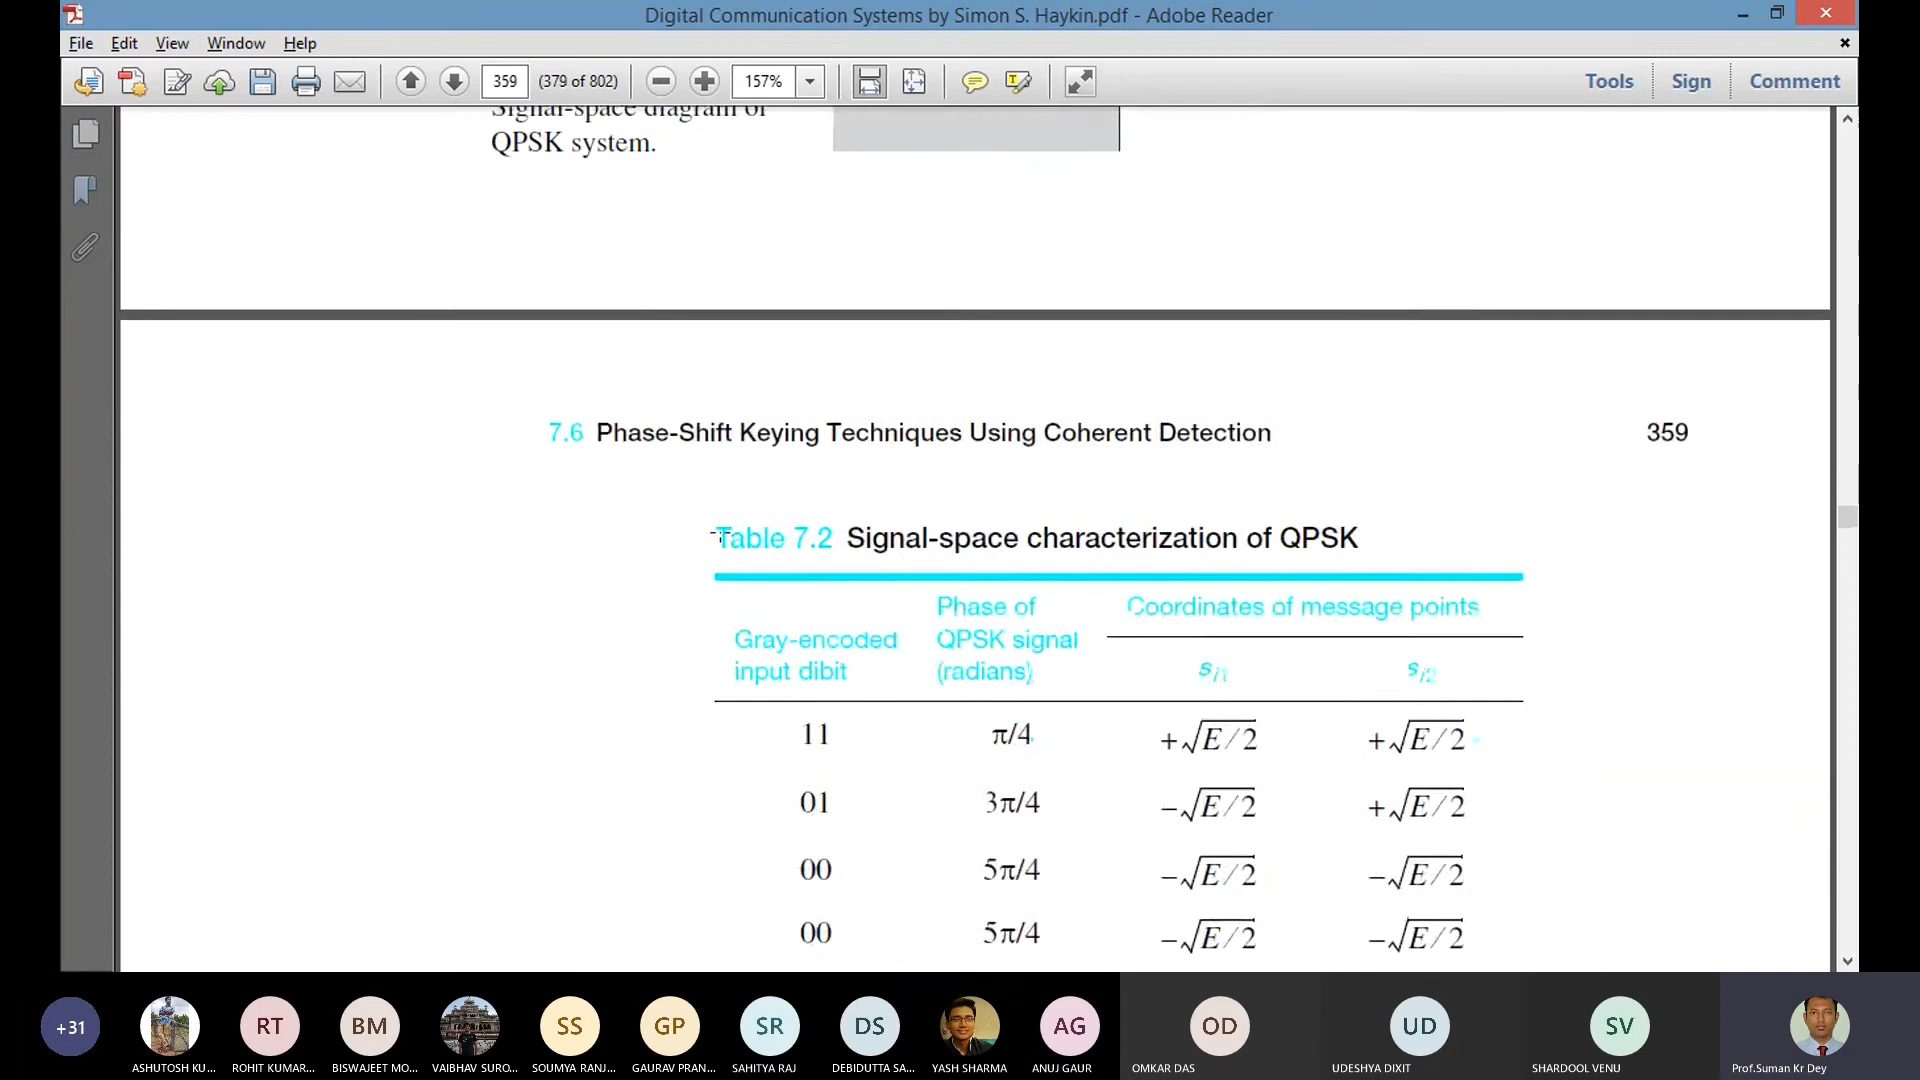 Digital Communication Systems by Simon S. Haykin.pdf - Adobe Reader
File Edit View Window Help
359 (379 of 802) 157% Tools Sign Comment
Signal-space diagram of
QPSK system.
7.6 Phase-Shift Keying Techniques Using Coherent Detection 359
Table 7.2 Signal-space characterization of QPSK
Phase of Coordinates of message points
Gray-encoded QPSK signal
input dibit (radians) si1 si2
11 π/4 +√E/2 +√E/2
01 3π/4 –√E/2 +√E/2
00 5π/4 –√E/2 –√E/2
00 5π/4 –√E/2 –√E/2
+31 RT BM SS GP SR DS AG OD UD SV
ASHUTOSH KU... ROHIT KUMAR... BISWAJEET MO... VAIBHAV SURO... SOUMYA RANJ... GAURAV PRAN... SAHITYA RAJ DEBIDUTTA SA... YASH SHARMA ANUJ GAUR OMKAR DAS UDESHYA DIXIT SHARDOOL VENU Prof.Suman Kr Dey